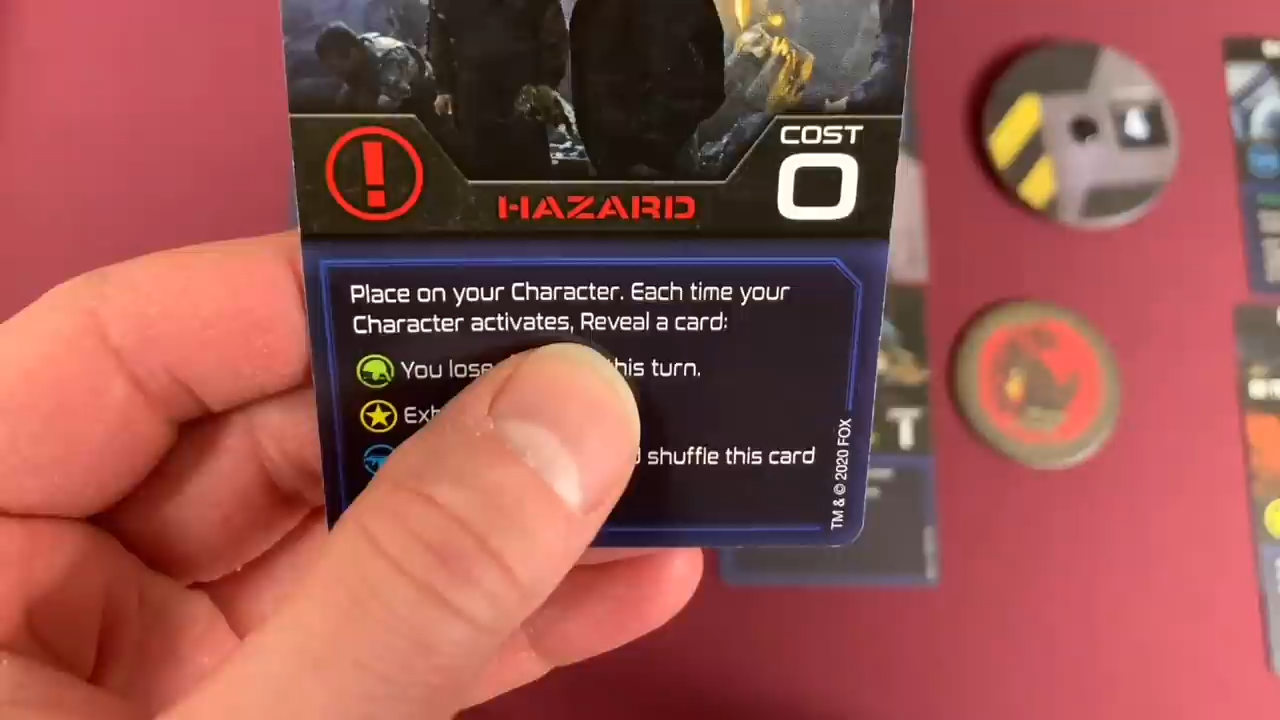 COST
0
HAZARD
Place on your Character. Each time your
Character activates, Reveal a card:
You lose this turn.
shuffle this card
TM & © 2020 FOX